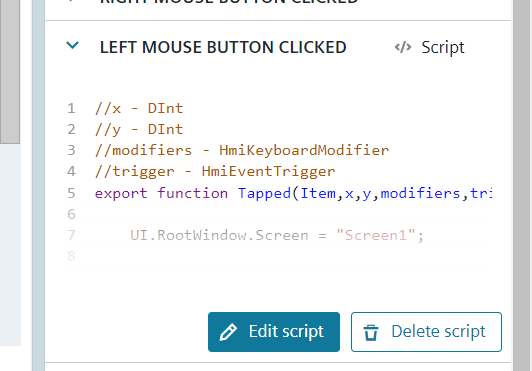 RIGHT MOUSE BUTTON CLICKED
LEFT MOUSE BUTTON CLICKED </> Script
1 //x - DInt
2 //y - DInt
3 //modifiers - HmiKeyboardModifier
4 //trigger - HmiEventTrigger
5 export function Tapped(Item,x,y,modifiers,tri
6
7 UI.RootWindow.Screen = "Screen1";
8
Edit script Delete script